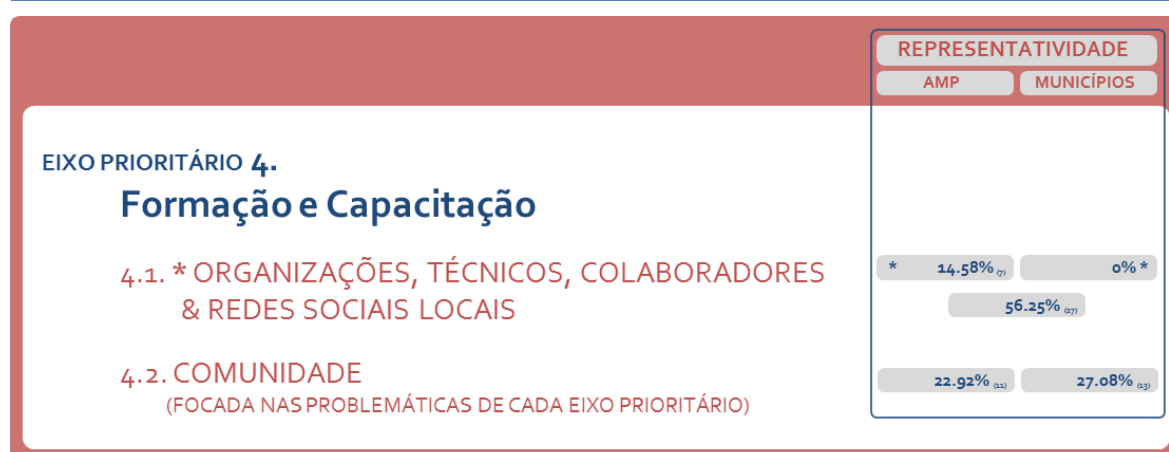 REPRESENTATIVIDADE
AMP MUNICÍPIOS
EIXO PRIORITÁRIO 4.
Formação e Capacitação
4.1. * ORGANIZAÇÕES, TÉCNICOS, COLABORADORES
& REDES SOCIAIS LOCAIS
* 14.58% (7) 0% *
56.25% (27)
4.2. COMUNIDADE
(FOCADA NAS PROBLEMÁTICAS DE CADA EIXO PRIORITÁRIO)
22.92% (11) 27.08% (13)